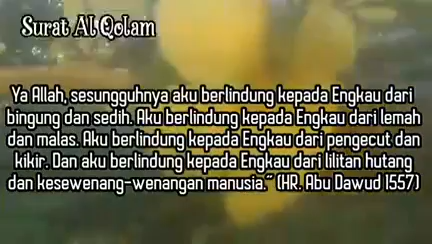 Surat Al Qolam
Ya Allah, sesungguhnya aku berlindung kepada Engkau dari
bingung dan sedih. Aku berlindung kepada Engkau dari lemah
dan malas. Aku berlindung kepada Engkau dari pengecut dan
kikir. Dan aku berlindung kepada Engkau dari lilitan hutang
dan kesewenang-wenangan manusia.” (HR. Abu Dawud 1557)